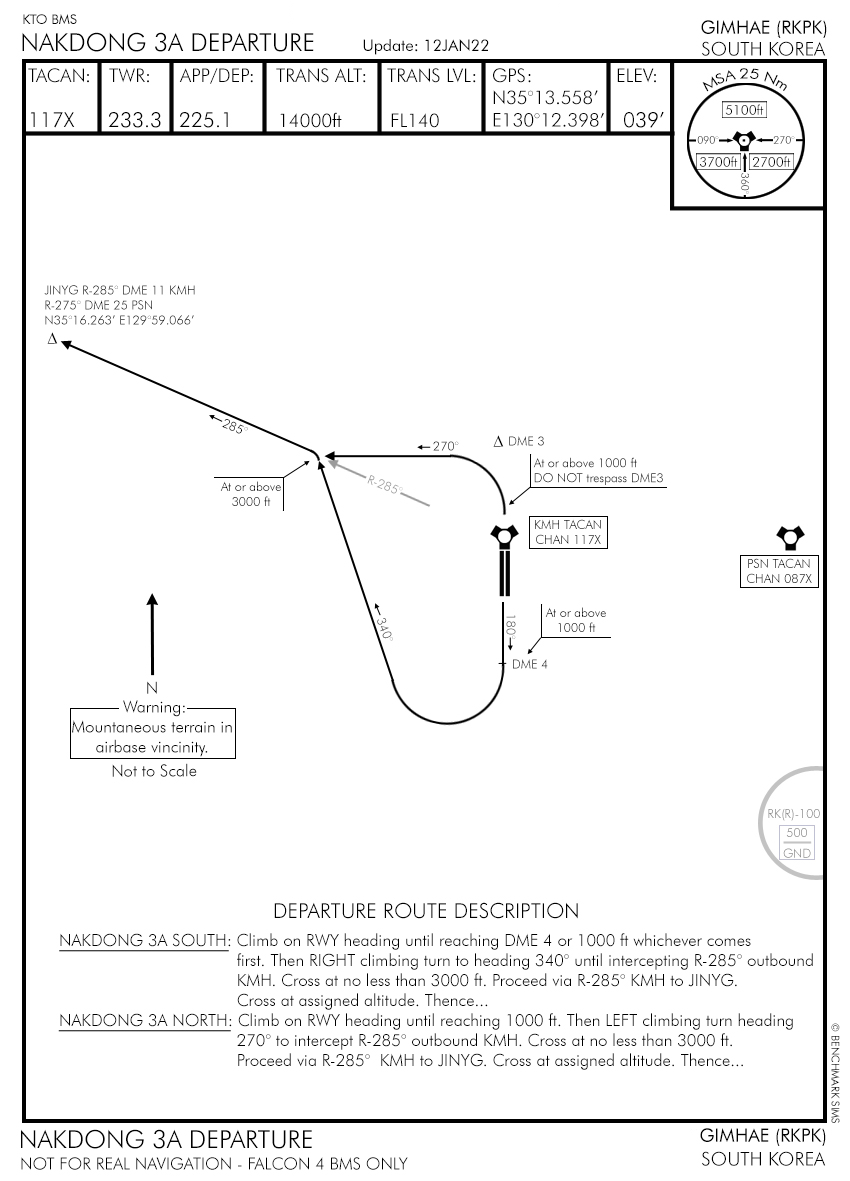 KTO BMS
NAKDONG 3A DEPARTURE
Update: 12JAN22
GIMHAE (RKPK)
SOUTH KOREA
TACAN:
117X
TWR:
233.3
APP/DEP:
225.1
TRANS ALT:
14000ft
TRANS LVL:
FL140
GPS:
N35°13.558’
E130°12.398’
ELEV:
039’
MSA 25 Nm
5100ft
090°
270°
3700ft
2700ft
360°
JINYG R-285° DME 11 KMH
R-275° DME 25 PSN
N35°16.263’ E129°59.066’
285°
270°
DME 3
At or above 1000 ft
DO NOT trespass DME3
At or above
3000 ft
R-285°
KMH TACAN
CHAN 117X
PSN TACAN
CHAN 087X
340°
180°
At or above
1000 ft
DME 4
N
Warning:
Mountaneous terrain in
airbase vincinity.
Not to Scale
RK(R)-100
500
GND
DEPARTURE ROUTE DESCRIPTION
NAKDONG 3A SOUTH: Climb on RWY heading until reaching DME 4 or 1000 ft whichever comes
first. Then RIGHT climbing turn to heading 340° until intercepting R-285° outbound
KMH. Cross at no less than 3000 ft. Proceed via R-285° KMH to JINYG.
Cross at assigned altitude. Thence...
NAKDONG 3A NORTH: Climb on RWY heading until reaching 1000 ft. Then LEFT climbing turn heading
270° to intercept R-285° outbound KMH. Cross at no less than 3000 ft.
Proceed via R-285° KMH to JINYG. Cross at assigned altitude. Thence...
© BENCHMARK SIMS
NAKDONG 3A DEPARTURE
NOT FOR REAL NAVIGATION - FALCON 4 BMS ONLY
GIMHAE (RKPK)
SOUTH KOREA